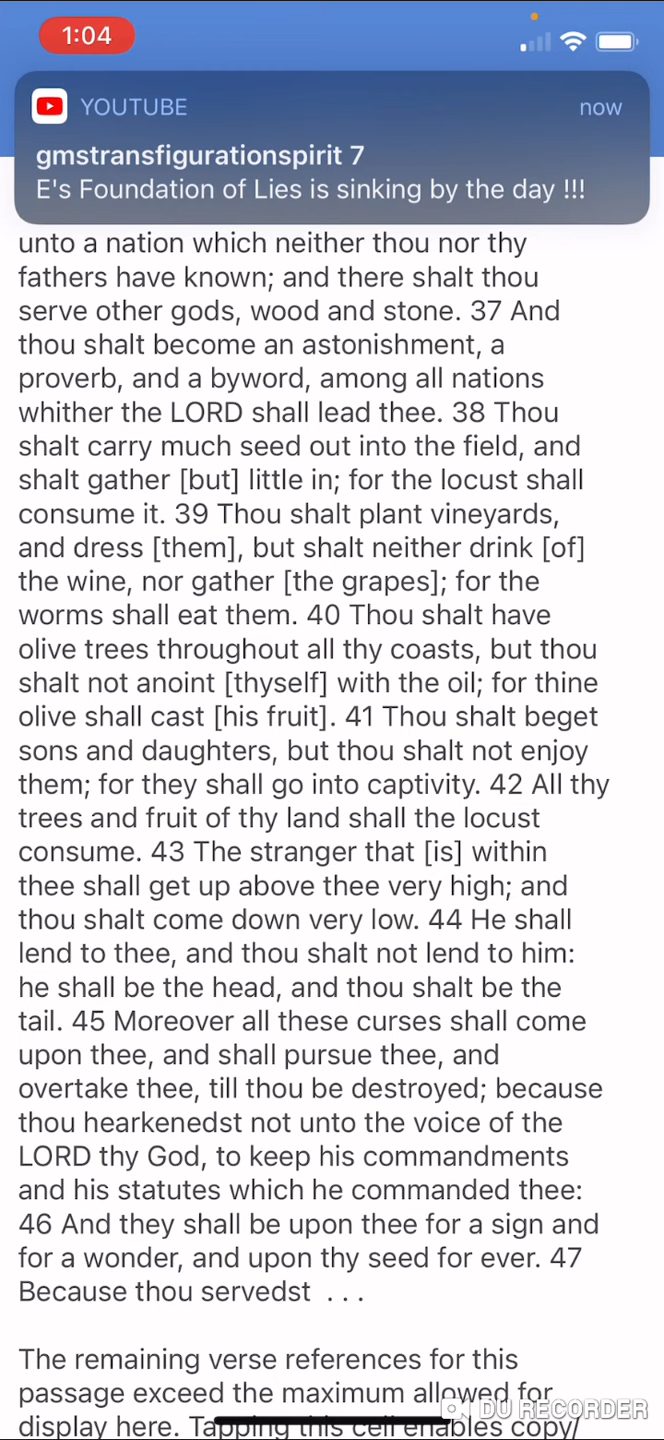 1:04
YOUTUBE
now
gmstransfigurationspirit 7
E's Foundation of Lies is sinking by the day !!!
unto a nation which neither thou nor thy
fathers have known; and there shalt thou
serve other gods, wood and stone. 37 And
thou shalt become an astonishment, a
proverb, and a byword, among all nations
whither the LORD shall lead thee. 38 Thou
shalt carry much seed out into the field, and
shalt gather [but] little in; for the locust shall
consume it. 39 Thou shalt plant vineyards,
and dress [them], but shalt neither drink [of]
the wine, nor gather [the grapes]; for the
worms shall eat them. 40 Thou shalt have
olive trees throughout all thy coasts, but thou
shalt not anoint [thyself] with the oil; for thine
olive shall cast [his fruit]. 41 Thou shalt beget
sons and daughters, but thou shalt not enjoy
them; for they shall go into captivity. 42 All thy
trees and fruit of thy land shall the locust
consume. 43 The stranger that [is] within
thee shall get up above thee very high; and
thou shalt come down very low. 44 He shall
lend to thee, and thou shalt not lend to him:
he shall be the head, and thou shalt be the
tail. 45 Moreover all these curses shall come
upon thee, and shall pursue thee, and
overtake thee, till thou be destroyed; because
thou hearkenedst not unto the voice of the
LORD thy God, to keep his commandments
and his statutes which he commanded thee:
46 And they shall be upon thee for a sign and
for a wonder, and upon thy seed for ever. 47
Because thou servedst . . .
The remaining verse references for this
passage exceed the maximum allowed for
display here. Tapping this cell enables copy/
DU RECORDER